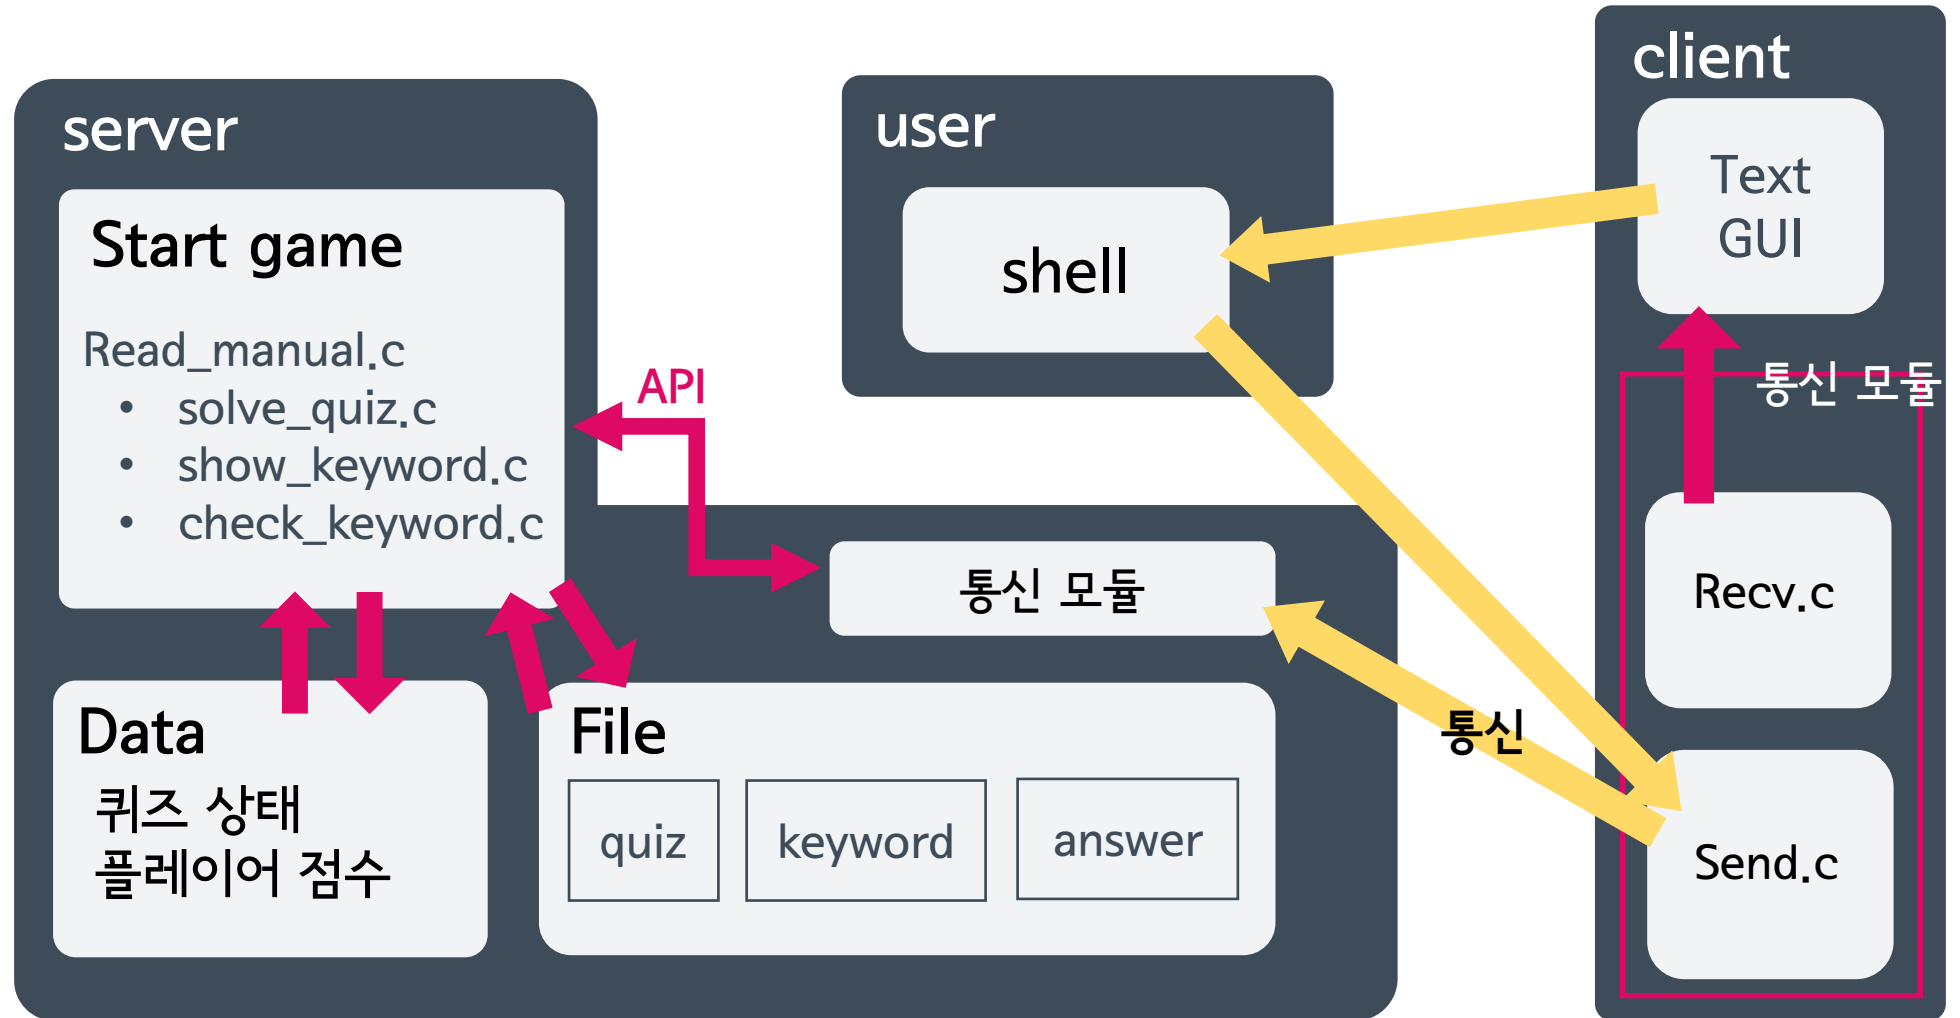 server
Start game
Read_manual.c
• solve_quiz.c
• show_keyword.c
• check_keyword.c
API
통신 모듈
Data
퀴즈 상태
플레이어 점수
File
quiz
keyword
answer
user
shell
통신
client
Text
GUI
통신 모듈
Recv.c
Send.c